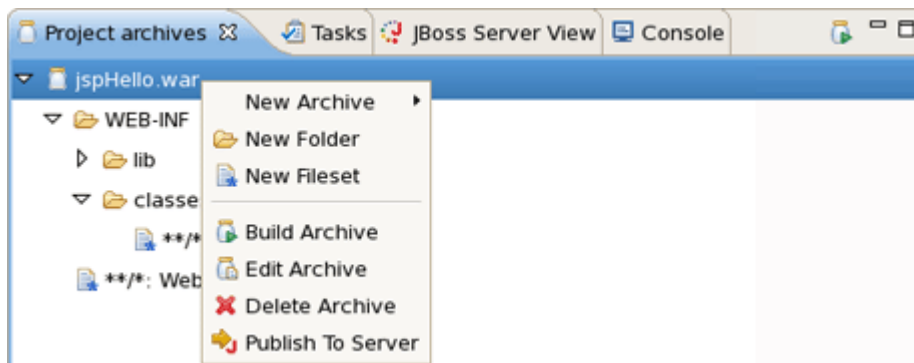 Project archives Tasks JBoss Server View Console
jspHello.war
New Archive
WEB-INF
New Folder
lib
New Fileset
classe
**/*
Build Archive
Edit Archive
**/*: Web
Delete Archive
Publish To Server